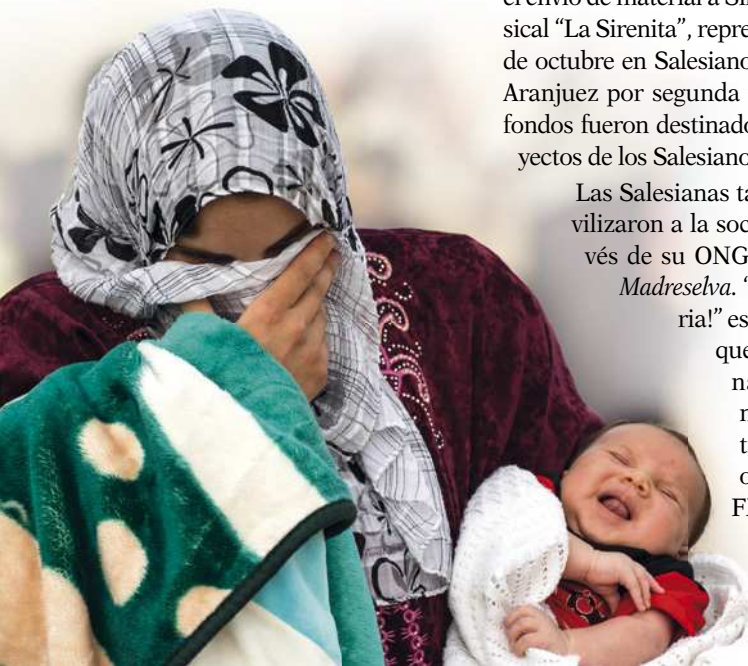 el envío de material a Si
sical “La Sirenita”, repre
de octubre en Salesiano
Aranjuez por segunda
fondos fueron destinado
yectos de los Salesiano
Las Salesianas ta
vilizaron a la soc
vés de su ONG
Madreselva. “
ria!” es
que
na
t
o
F